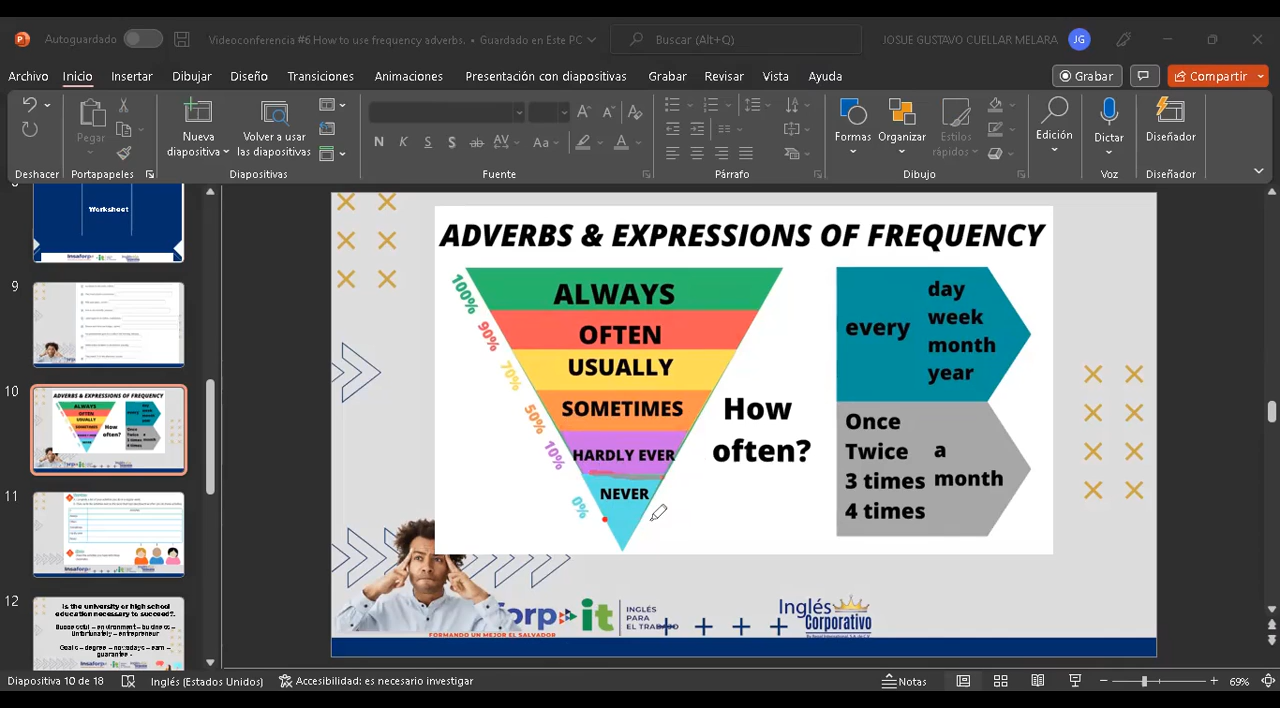 Autoguardado
Videoconferencia #6 How to use frequency adverbs. • Guardado en Este PC
Buscar (Alt+Q)
JOSUE GUSTAVO CUELLAR MELARA
JG
Archivo Inicio Insertar Dibujar Diseño Transiciones Animaciones Presentación con diapositivas Grabar Revisar Vista Ayuda
Grabar
Compartir
Pegar
Nueva diapositiva
Volver a usar las diapositivas
N K S S ab AV Aa A
Formas Organizar Estilos rápidos
Edición
Dictar
Diseñador
Deshacer Portapapeles Diapositivas Fuente Párrafo Dibujo Voz Diseñador
Worksheet
9
10
11
12
Is the university or high school
education necessary to succeed?.
ADVERBS & EXPRESSIONS OF FREQUENCY
100% ALWAYS
90% OFTEN
70% USUALLY
50% SOMETIMES
10% HARDLY EVER
0% NEVER
How
often?
every
day
week
month
year
Once
Twice
3 times
4 times
a
month
forp it
INGLÉS
PARA
EL TRABAJO
FORMANDO UN MEJOR EL SALVADOR
Inglés
Corporativo
Diapositiva 10 de 18
Inglés (Estados Unidos)
Accesibilidad: es necesario investigar
Notas
69%